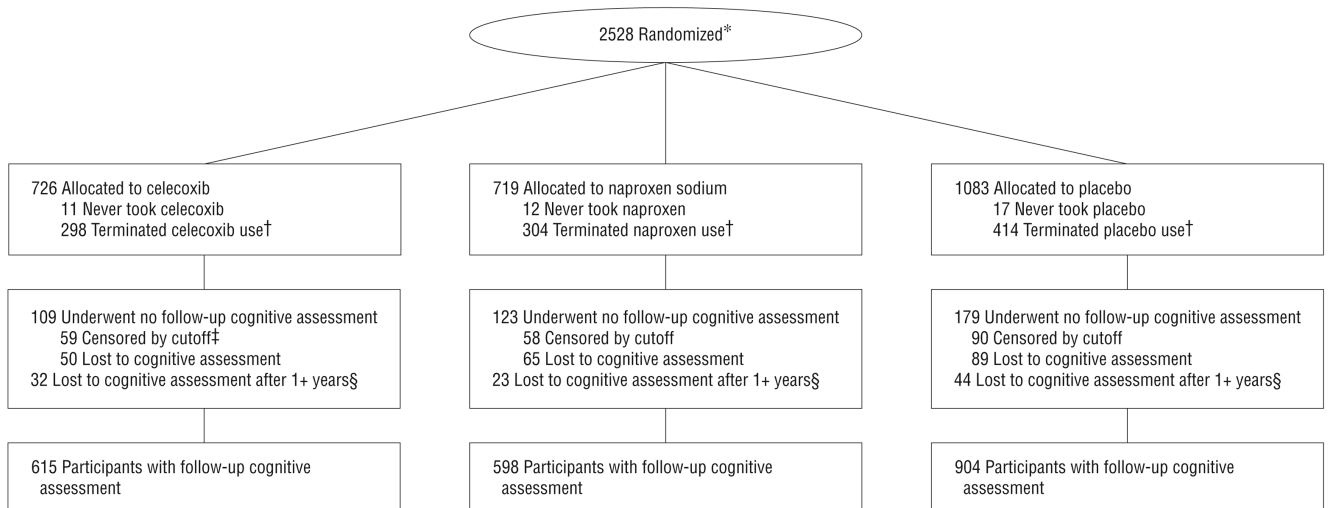 2528 Randomized*
726 Allocated to celecoxib
11 Never took celecoxib
298 Terminated celecoxib use†
719 Allocated to naproxen sodium
12 Never took naproxen
304 Terminated naproxen use†
1083 Allocated to placebo
17 Never took placebo
414 Terminated placebo use†
109 Underwent no follow-up cognitive assessment
59 Censored by cutoff‡
50 Lost to cognitive assessment
32 Lost to cognitive assessment after 1+ years§
123 Underwent no follow-up cognitive assessment
58 Censored by cutoff
65 Lost to cognitive assessment
23 Lost to cognitive assessment after 1+ years§
179 Underwent no follow-up cognitive assessment
90 Censored by cutoff
89 Lost to cognitive assessment
44 Lost to cognitive assessment after 1+ years§
615 Participants with follow-up cognitive
assessment
598 Participants with follow-up cognitive
assessment
904 Participants with follow-up cognitive
assessment